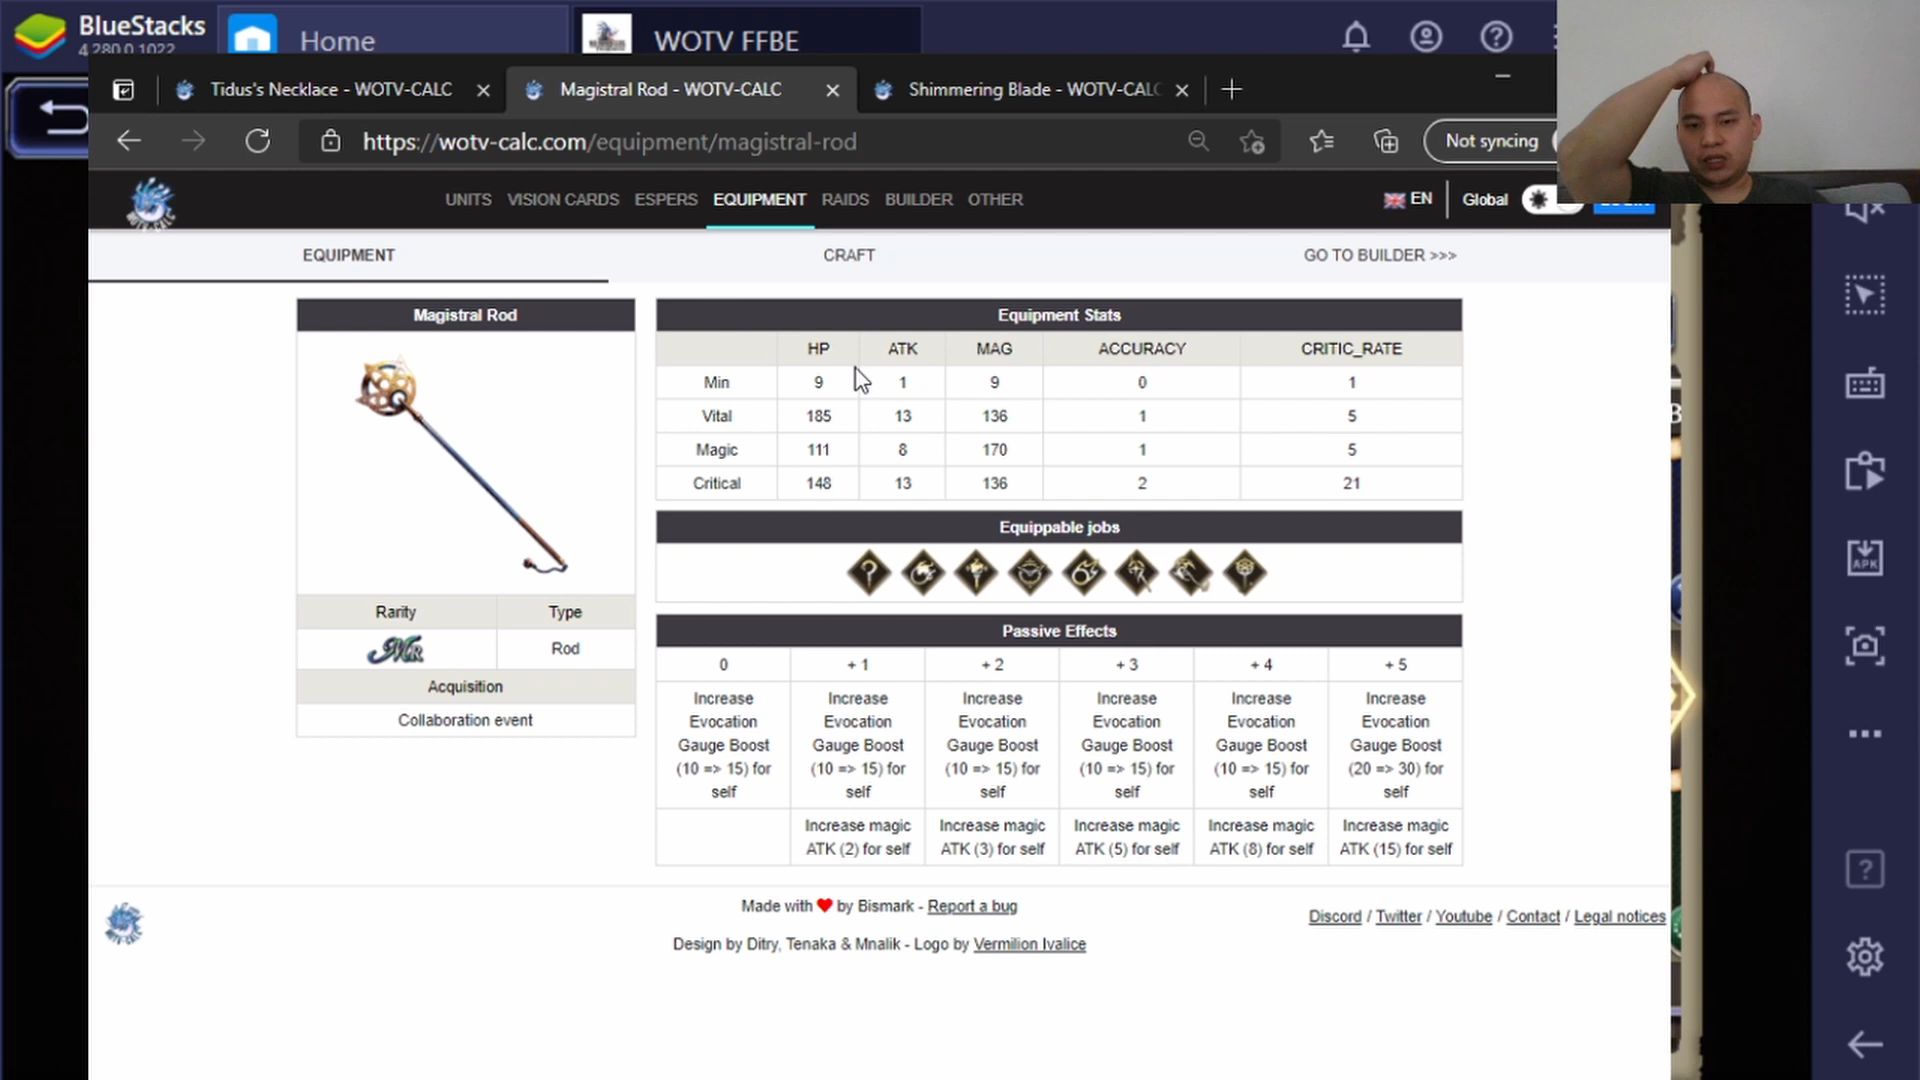 BlueStacks
4.280.0.1022
Home
WOTV FFBE
Tidus's Necklace - WOTV-CALC
Magistral Rod - WOTV-CALC
Shimmering Blade - WOTV-CALC
https://wotv-calc.com/equipment/magistral-rod
Not syncing
UNITS VISION CARDS ESPERS EQUIPMENT RAIDS BUILDER OTHER
EN Global
EQUIPMENT CRAFT GO TO BUILDER >>>
Magistral Rod
Rarity Type
MR Rod
Acquisition
Collaboration event
Equipment Stats
HP ATK MAG ACCURACY CRITIC_RATE
Min 9 1 9 0 1
Vital 185 13 136 1 5
Magic 111 8 170 1 5
Critical 148 13 136 2 21
Equippable jobs
Passive Effects
0 + 1 + 2 + 3 + 4 + 5
Increase Increase Increase Increase Increase Increase
Evocation Evocation Evocation Evocation Evocation Evocation
Gauge Boost Gauge Boost Gauge Boost Gauge Boost Gauge Boost Gauge Boost
(10 => 15) for (10 => 15) for (10 => 15) for (10 => 15) for (10 => 15) for (20 => 30) for
self self self self self self
Increase magic Increase magic Increase magic Increase magic Increase magic
ATK (2) for self ATK (3) for self ATK (5) for self ATK (8) for self ATK (15) for self
Made with ❤ by Bismark - Report a bug
Design by Ditry, Tenaka & Mnalik - Logo by Vermilion Ivalice
Discord / Twitter / Youtube / Contact / Legal notices
APK